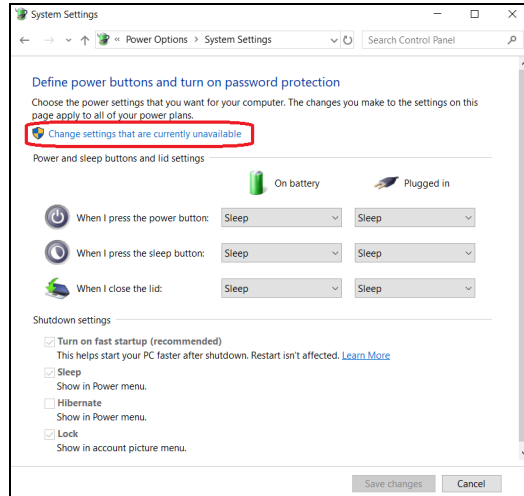 System Settings
« Power Options > System Settings
Search Control Panel
Define power buttons and turn on password protection
Choose the power settings that you want for your computer. The changes you make to the settings on this
page apply to all of your power plans.
Change settings that are currently unavailable
Power and sleep buttons and lid settings
On battery Plugged in
When I press the power button: Sleep Sleep
When I press the sleep button: Sleep Sleep
When I close the lid: Sleep Sleep
Shutdown settings
Turn on fast startup (recommended)
This helps start your PC faster after shutdown. Restart isn't affected. Learn More
Sleep
Show in Power menu.
Hibernate
Show in Power menu.
Lock
Show in account picture menu.
Save changes Cancel